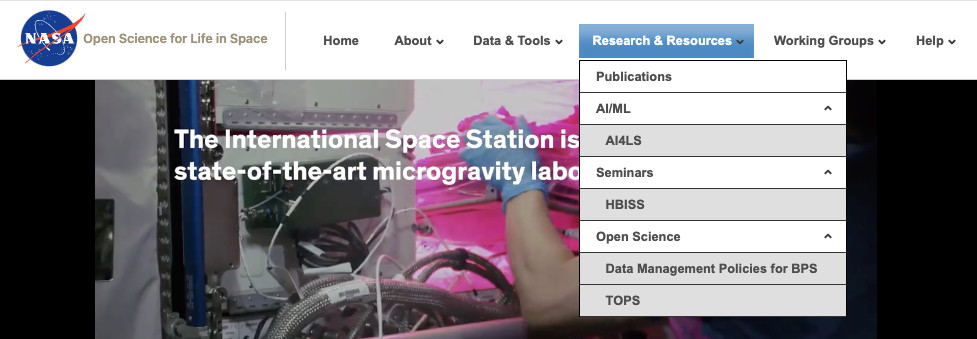 NASA
Open Science for Life in Space
Home
About
Data & Tools
Research & Resources
Working Groups
Help
Publications
AI/ML
AI4LS
Seminars
HBISS
Open Science
Data Management Policies for BPS
TOPS
The International Space Station is
state-of-the-art microgravity labo